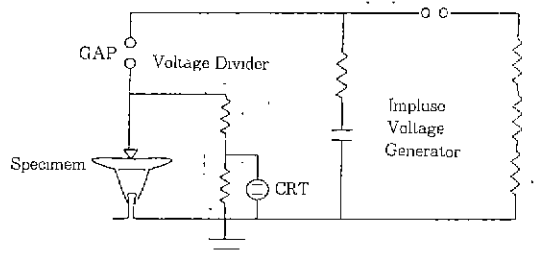 GAP
Voltage Divider
Specimem
CRT
Impluse
Voltage
Generator